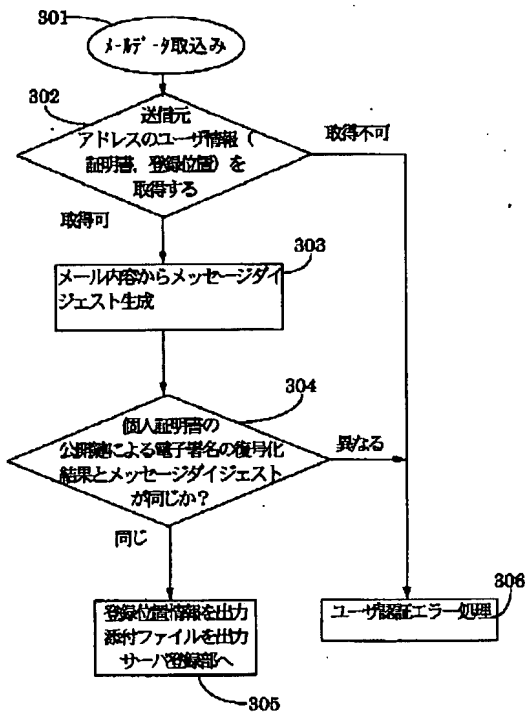 301
ﾒｰﾙﾃﾞｰﾀ取込み
302
送信元
アドレスのユーザ情報（
証明書、登録位置）を
取得する
取得不可
取得可
303
メール内容からメッセージダイ
ジェスト生成
304
個人証明書の
公開鍵による電子署名の復号化
結果とメッセージダイジェスト
が同じか？
異なる
同じ
登録位置情報を出力
添付ファイルを出力
サーバ登録部へ
305
306
ユーザ認証エラー処理